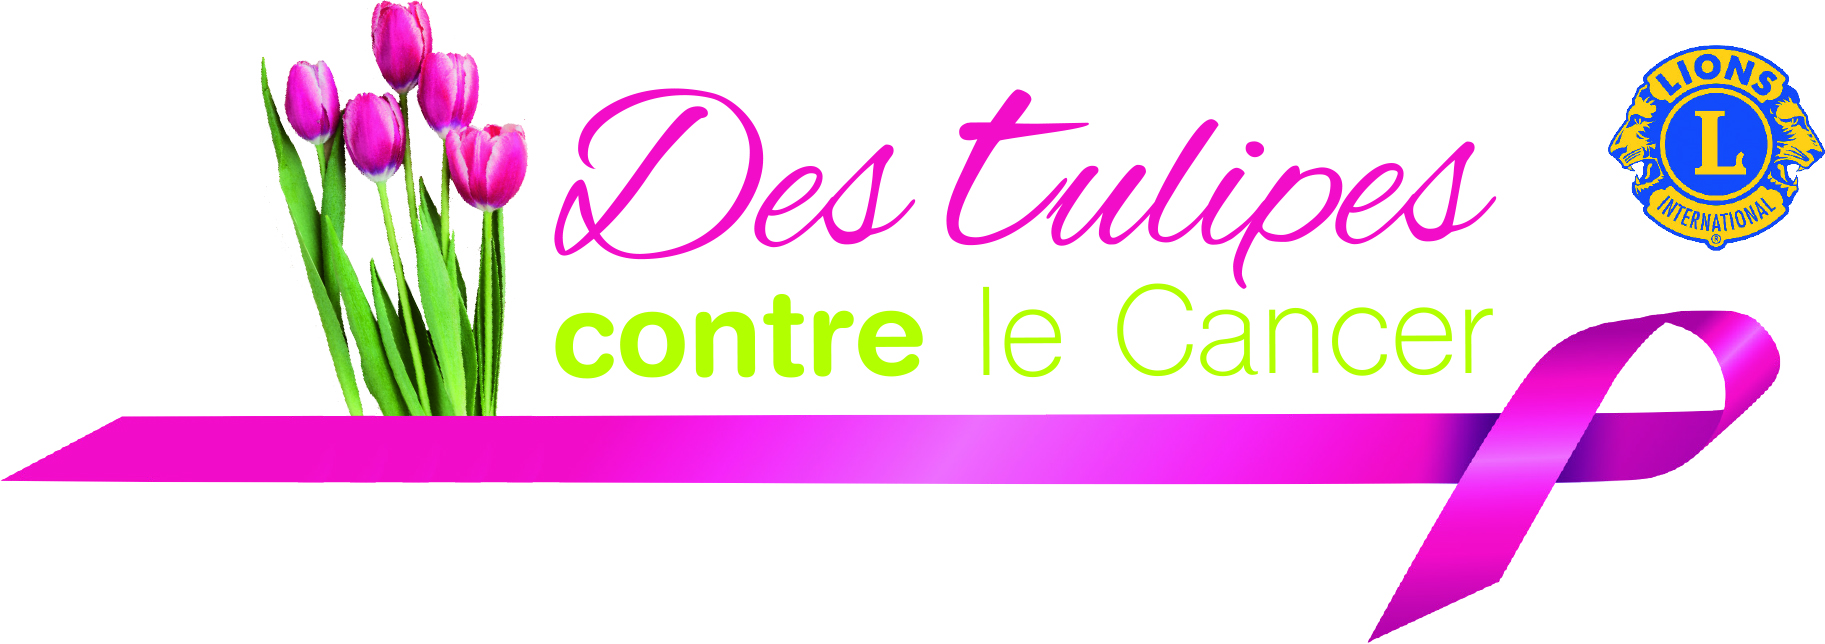 Des tulipes
contre le Cancer
LIONS
L
INTERNATIONAL
®